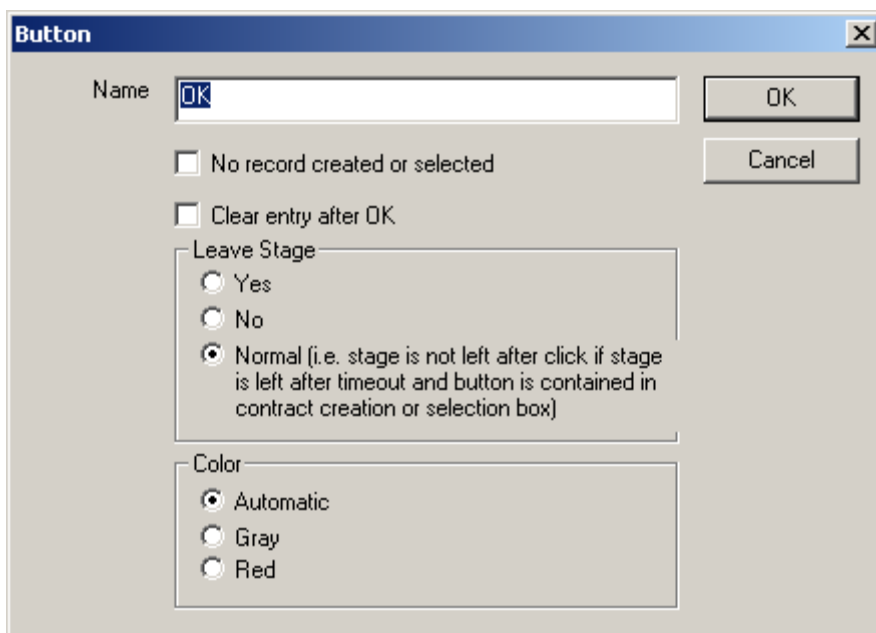 Button
Name
OK
OK
Cancel
No record created or selected
Clear entry after OK
Leave Stage
Yes
No
Normal (i.e. stage is not left after click if stage
is left after timeout and button is contained in
contract creation or selection box)
Color
Automatic
Gray
Red